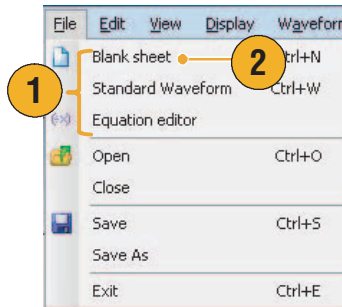 File Edit View Display Waveform
Blank sheet 2 trl+N
1 Standard Waveform Ctrl+W
Equation editor
Open Ctrl+O
Close
Save Ctrl+S
Save As
Exit Ctrl+E